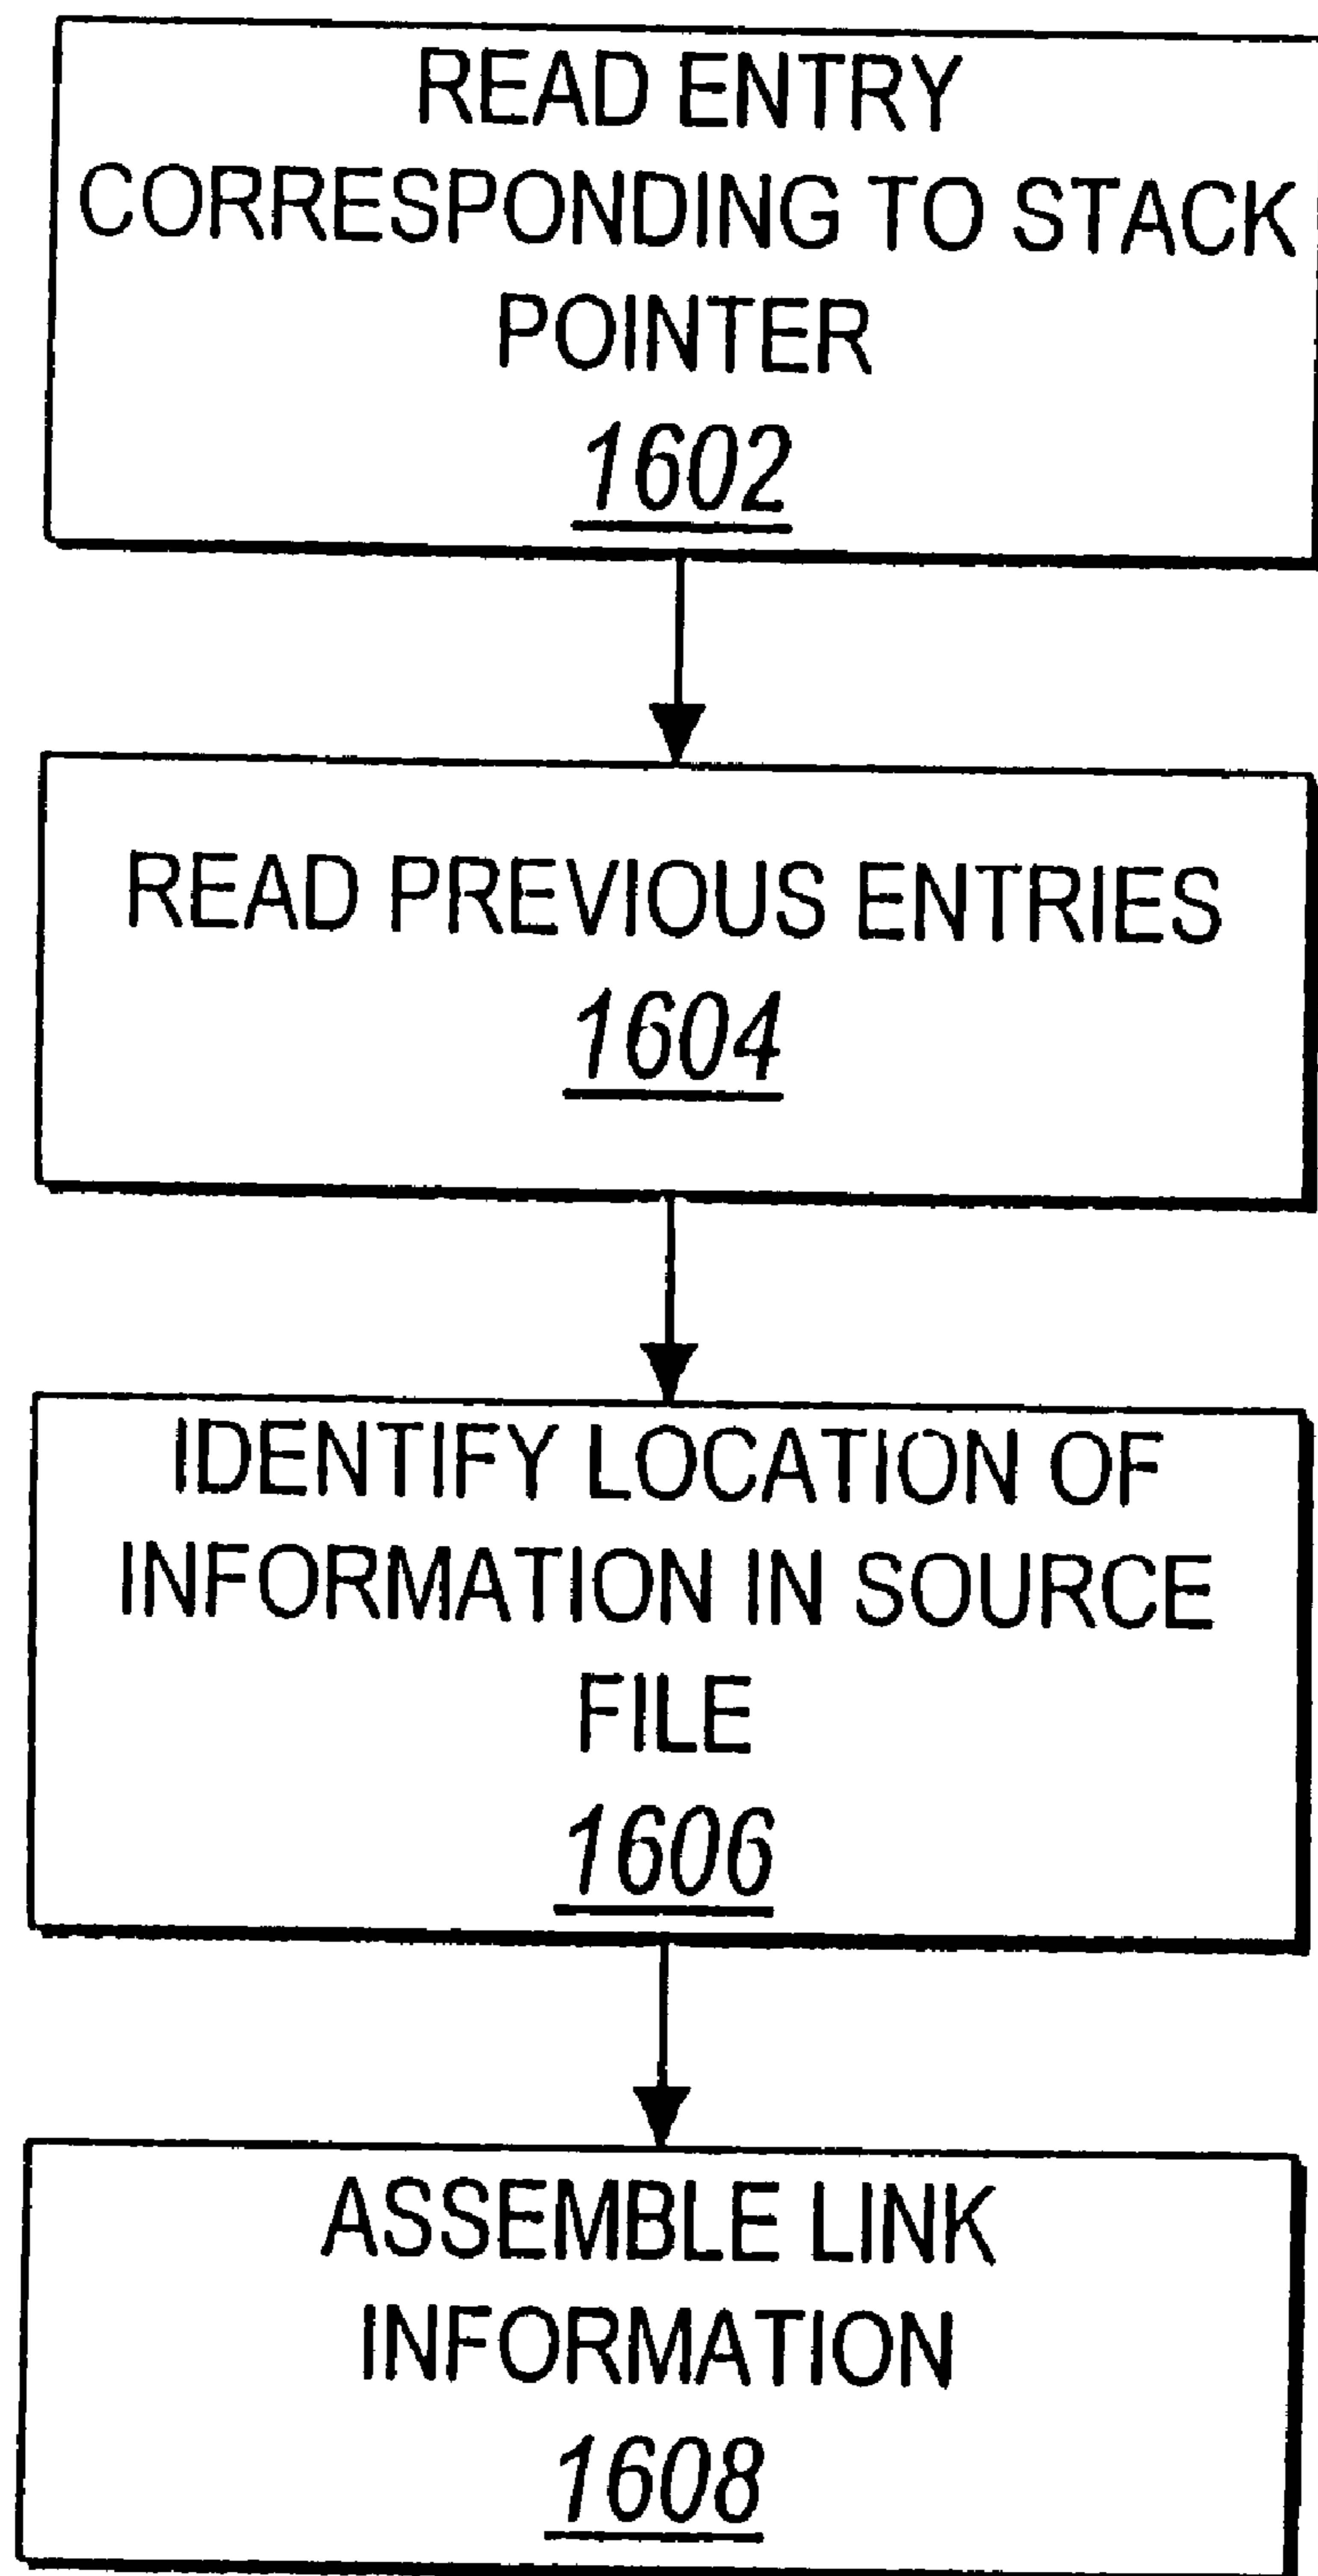 READ ENTRY
CORRESPONDING TO STACK
POINTER
1602
READ PREVIOUS ENTRIES
1604
IDENTIFY LOCATION OF
INFORMATION IN SOURCE
FILE
1606
ASSEMBLE LINK
INFORMATION
1608